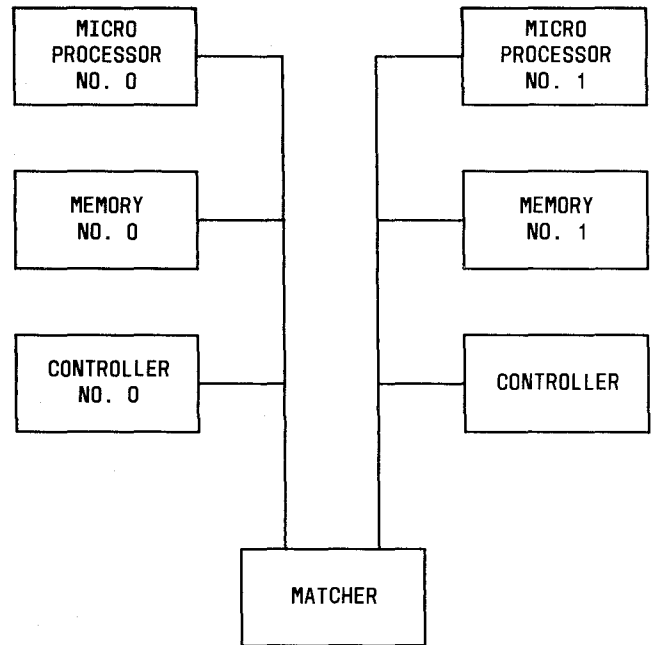 MICRO
PROCESSOR
NO. 0
MICRO
PROCESSOR
NO. 1
MEMORY
NO. 0
MEMORY
NO. 1
CONTROLLER
NO. 0
CONTROLLER
MATCHER